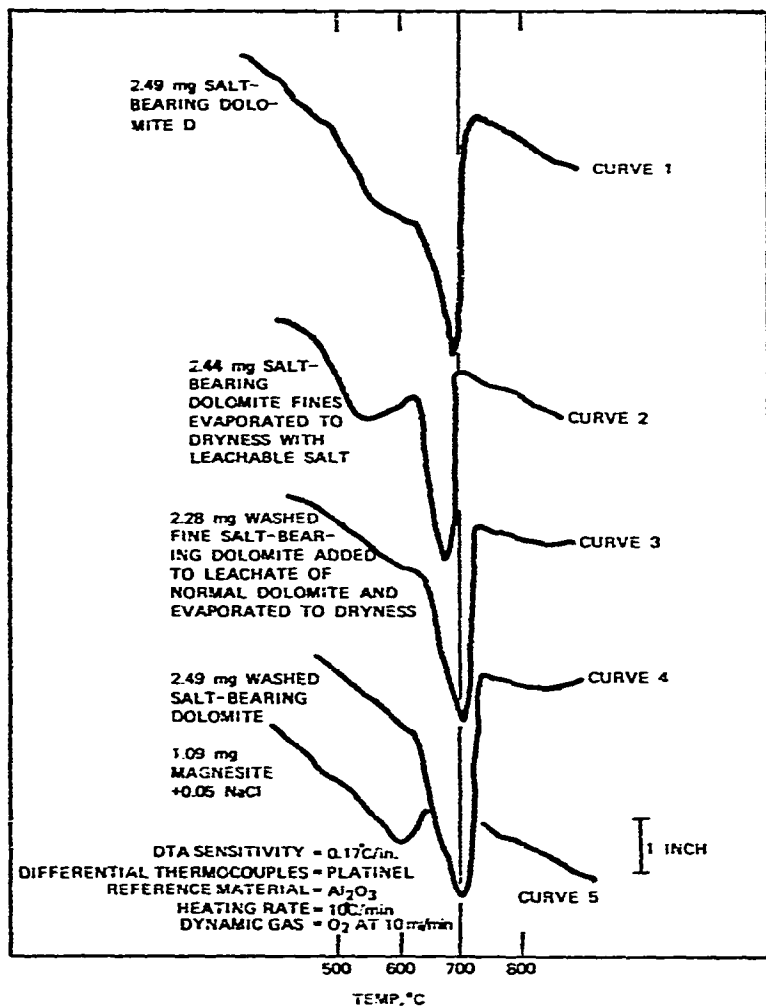 2.49 mg SALT-
BEARING DOLO-
MITE D
CURVE 1
2.44 mg SALT-
BEARING
DOLOMITE FINES
EVAPORATED TO
DRYNESS WITH
LEACHABLE SALT
CURVE 2
2.28 mg WASHED
FINE SALT-BEAR-
ING DOLOMITE ADDED
TO LEACHATE OF
NORMAL DOLOMITE AND
EVAPORATED TO DRYNESS
CURVE 3
2.49 mg WASHED
SALT-BEARING
DOLOMITE
CURVE 4
1.09 mg
MAGNESITE
+0.05 NaCl
DTA SENSITIVITY = 0.17°C/in.
DIFFERENTIAL THERMOCOUPLES = PLATINEL
REFERENCE MATERIAL = Al2O3
HEATING RATE = 10°C/min
DYNAMIC GAS = O2 AT 10 ml/min
1 INCH
CURVE 5
500 600 700 800
TEMP, °C